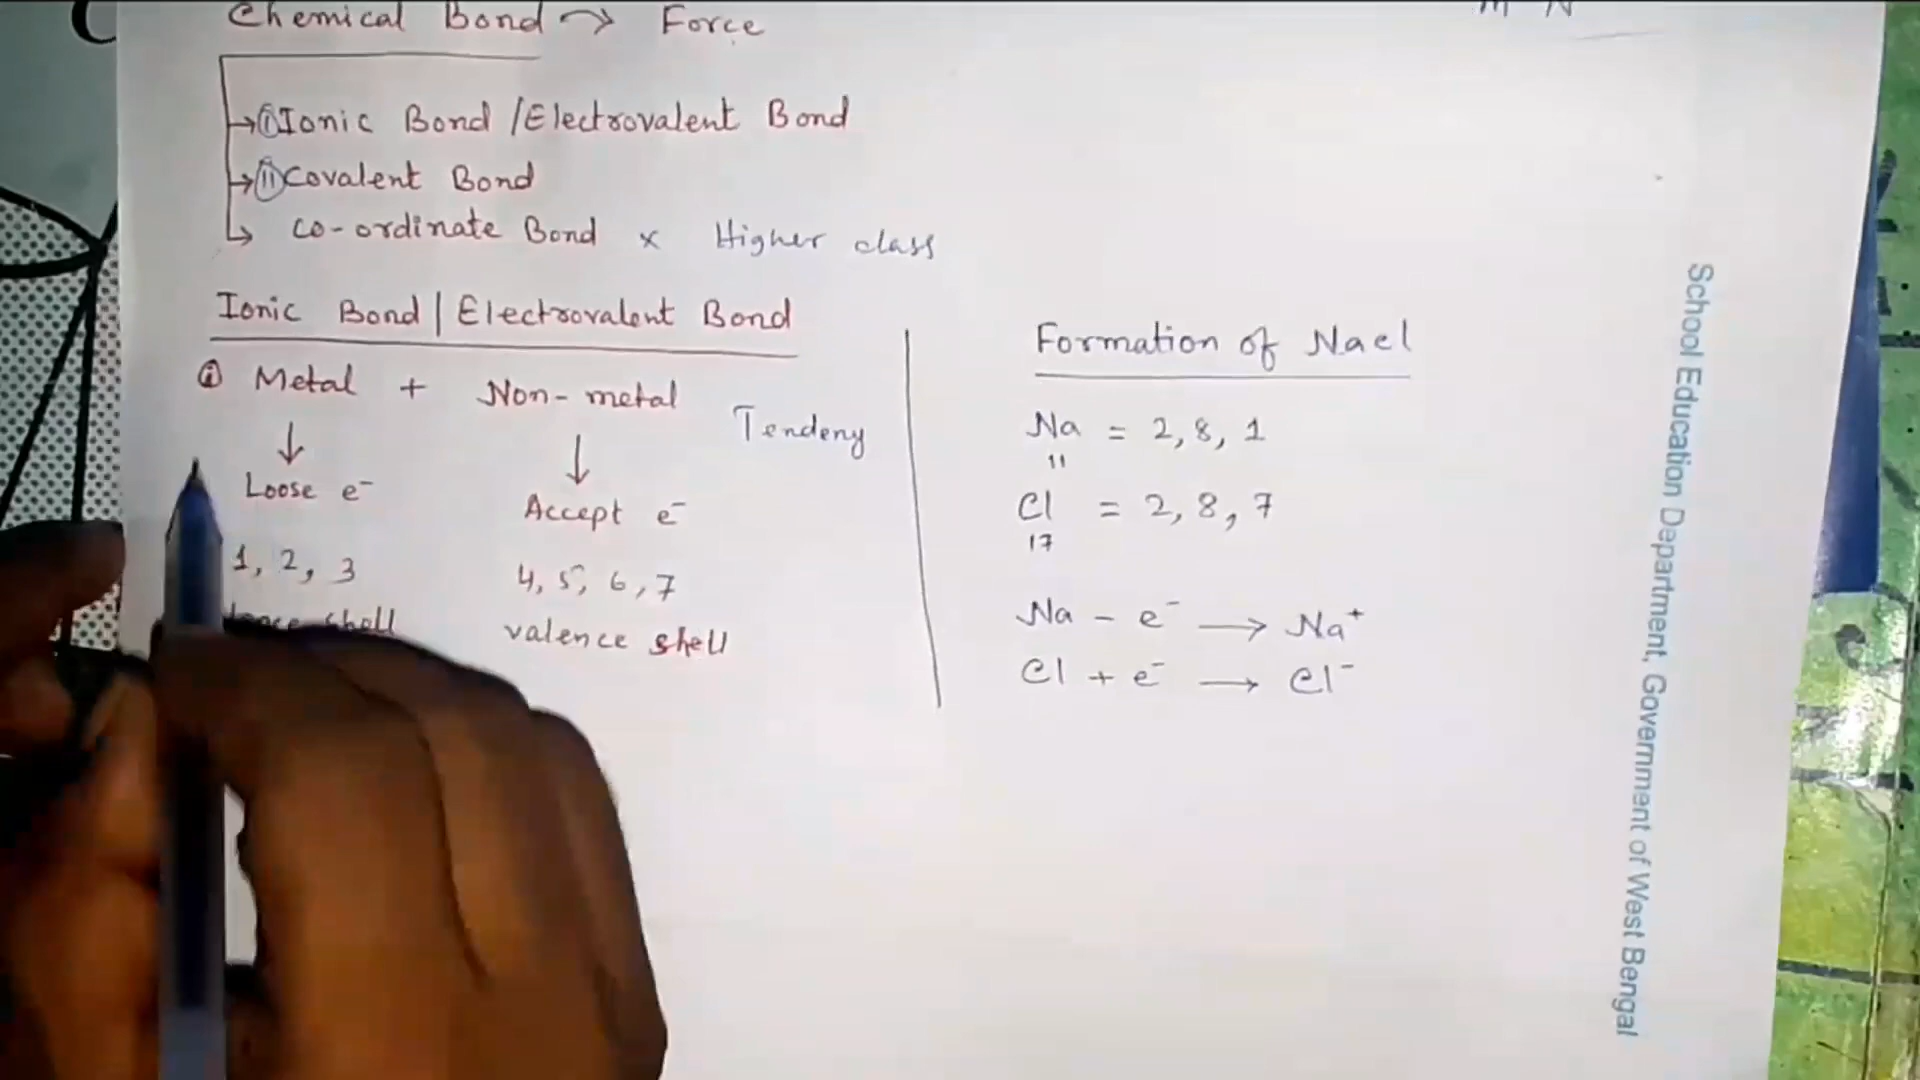 Chemical Bond → Force
→ (i) Ionic Bond / Electrovalent Bond
→ (ii) Covalent Bond
↳ co-ordinate Bond × Higher class
Ionic Bond | Electrovalent Bond
(i) Metal + Non-metal
↓ ↓
Tendeny
Loose e⁻
Accept e⁻
1, 2, 3
4, 5, 6, 7
shell
valence shell
Formation of Nacl
Na = 2, 8, 1
11
Cl = 2, 8, 7
17
Na - e⁻ → Na⁺
Cl + e⁻ → Cl⁻
School Education Department, Government of West Bengal